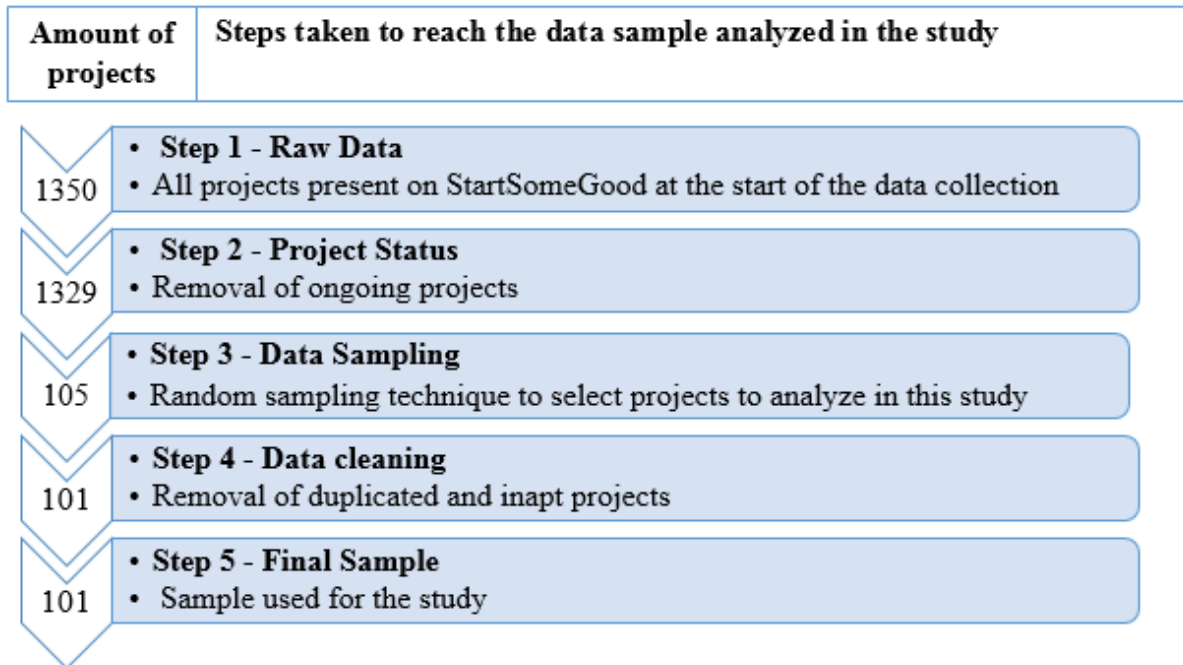 Amount of projects
Steps taken to reach the data sample analyzed in the study
1350
• Step 1 - Raw Data
• All projects present on StartSomeGood at the start of the data collection
1329
• Step 2 - Project Status
• Removal of ongoing projects
105
• Step 3 - Data Sampling
• Random sampling technique to select projects to analyze in this study
101
• Step 4 - Data cleaning
• Removal of duplicated and inapt projects
101
• Step 5 - Final Sample
• Sample used for the study